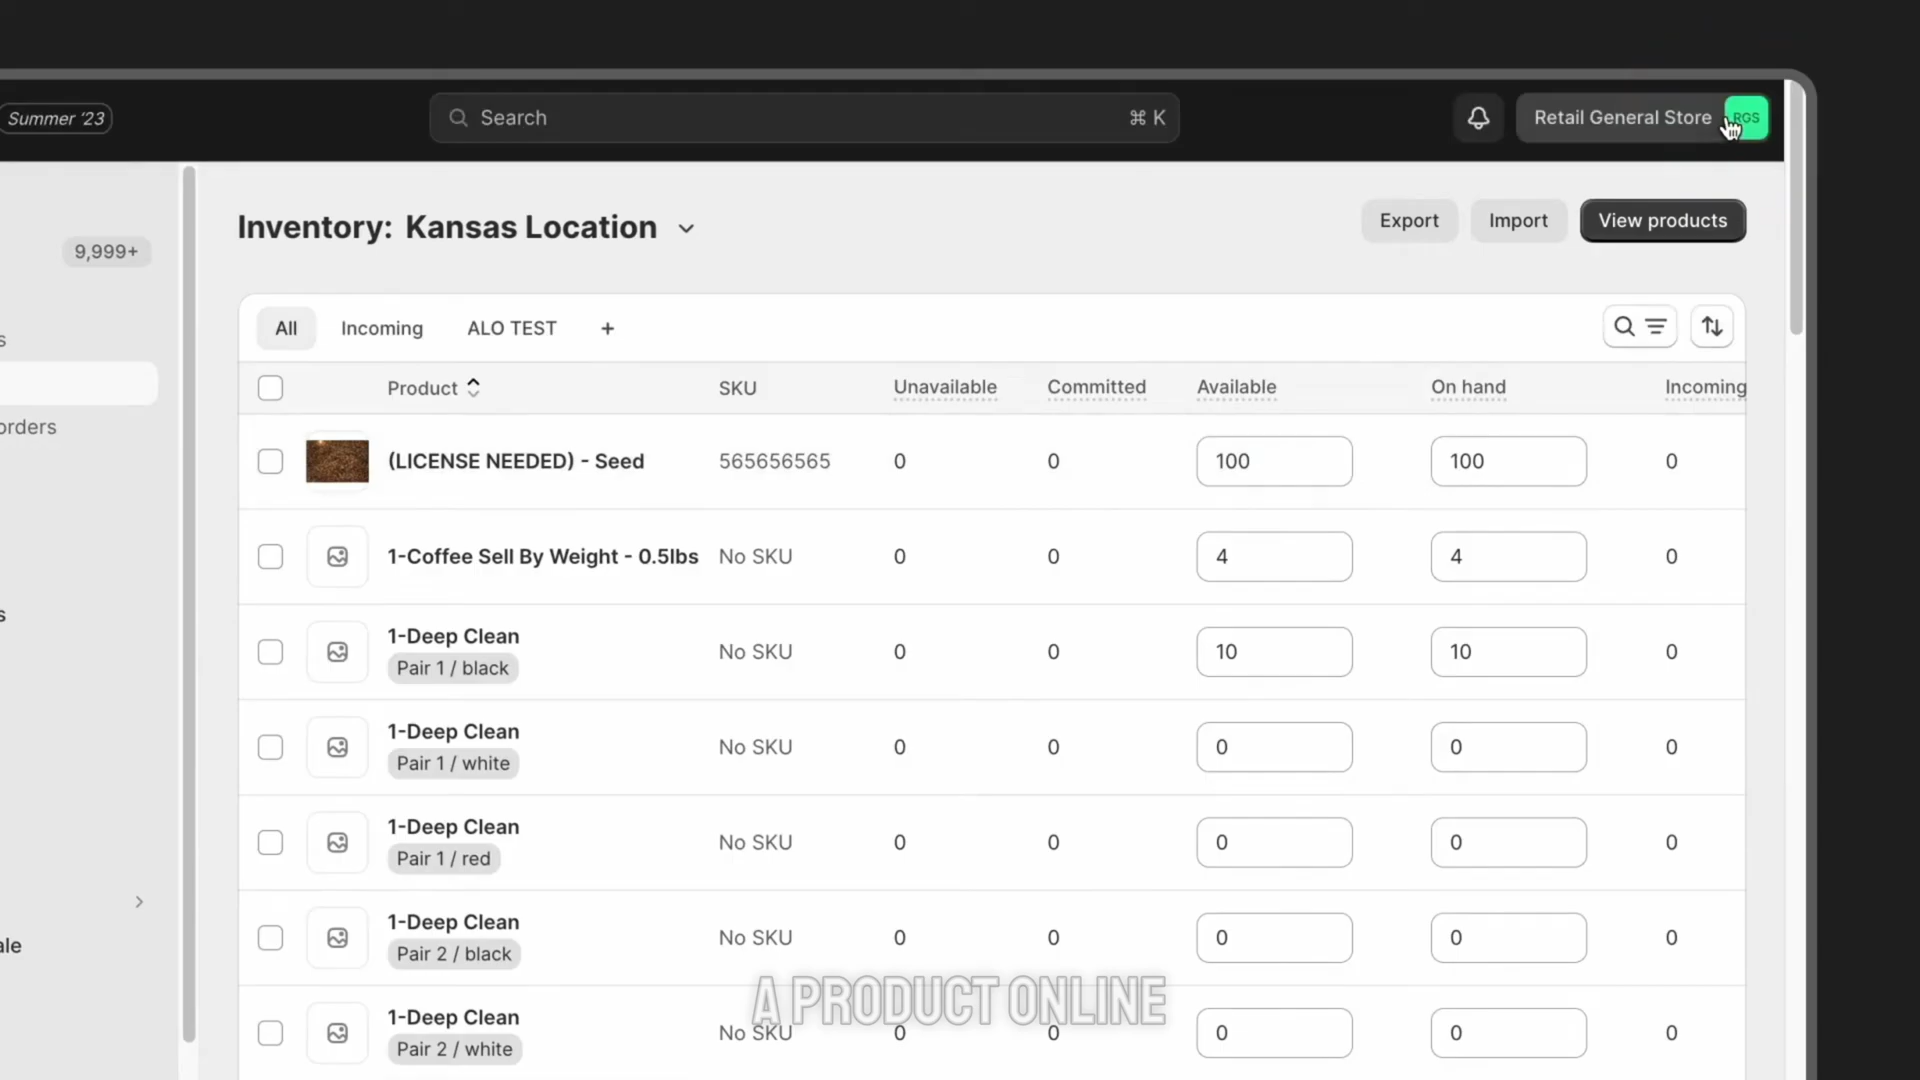 Summer ’23
Search
⌘ K
Retail General Store
RGS
9,999+
s
orders
s
ale
Inventory: Kansas Location
Export
Import
View products
All
Incoming
ALO TEST
+
Product
SKU
Unavailable
Committed
Available
On hand
Incoming
(LICENSE NEEDED) - Seed
565656565
0
0
100
100
0
1-Coffee Sell By Weight - 0.5lbs
No SKU
0
0
4
4
0
1-Deep Clean
Pair 1 / black
No SKU
0
0
10
10
0
1-Deep Clean
Pair 1 / white
No SKU
0
0
0
0
0
1-Deep Clean
Pair 1 / red
No SKU
0
0
0
0
0
1-Deep Clean
Pair 2 / black
No SKU
0
0
0
0
0
A PRODUCT ONLINE
1-Deep Clean
Pair 2 / white
No SKU
0
0
0
0
0